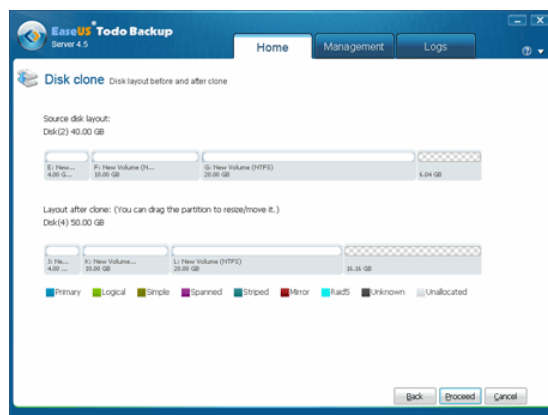 EaseUS® Todo Backup
Server 4.5
Home Management Logs
Disk clone Disk layout before and after clone
Source disk layout:
Disk(2) 40.00 GB
E: New... F: New Volume (N... G: New Volume (NTFS)
4.00 G... 10.00 GB 20.00 GB 6.04 GB
Layout after clone: (You can drag the partition to resize/move it.)
Disk(4) 50.00 GB
J: Ne... K: New Volume... L: New Volume (NTFS)
4.00 ... 10.00 GB 20.00 GB 16.16 GB
Primary Logical Simple Spanned Striped Mirror Raid5 Unknown Unallocated
Back Proceed Cancel